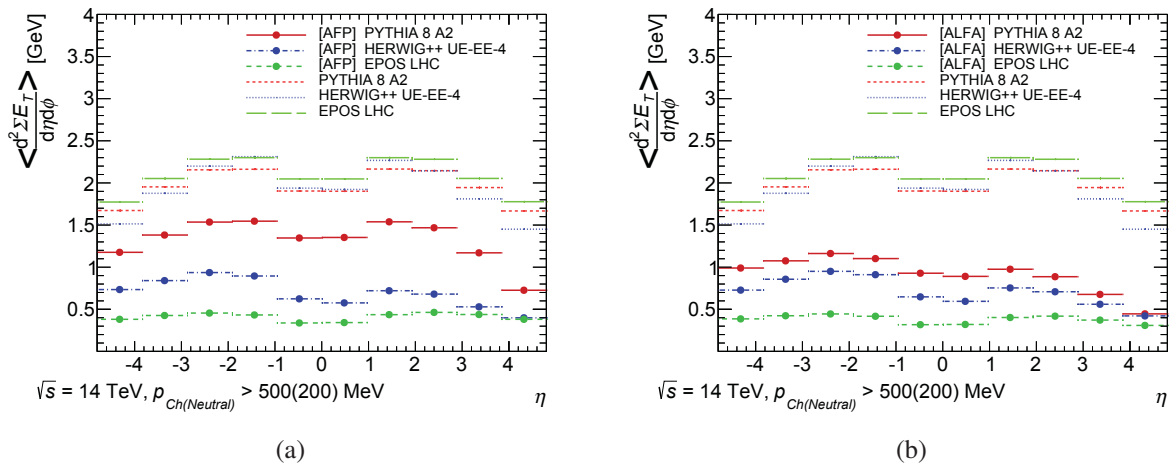 <d²ΣE_T/dηdϕ> [GeV]
4
3.5
3
2.5
2
1.5
1
0.5
[AFP] PYTHIA 8 A2
[AFP] HERWIG++ UE-EE-4
[AFP] EPOS LHC
PYTHIA 8 A2
HERWIG++ UE-EE-4
EPOS LHC
-4 -3 -2 -1 0 1 2 3 4
√s = 14 TeV, p_Ch(Neutral) > 500(200) MeV η
(a)
<d²ΣE_T/dηdϕ> [GeV]
4
3.5
3
2.5
2
1.5
1
0.5
[ALFA] PYTHIA 8 A2
[ALFA] HERWIG++ UE-EE-4
[ALFA] EPOS LHC
PYTHIA 8 A2
HERWIG++ UE-EE-4
EPOS LHC
-4 -3 -2 -1 0 1 2 3 4
√s = 14 TeV, p_Ch(Neutral) > 500(200) MeV η
(b)